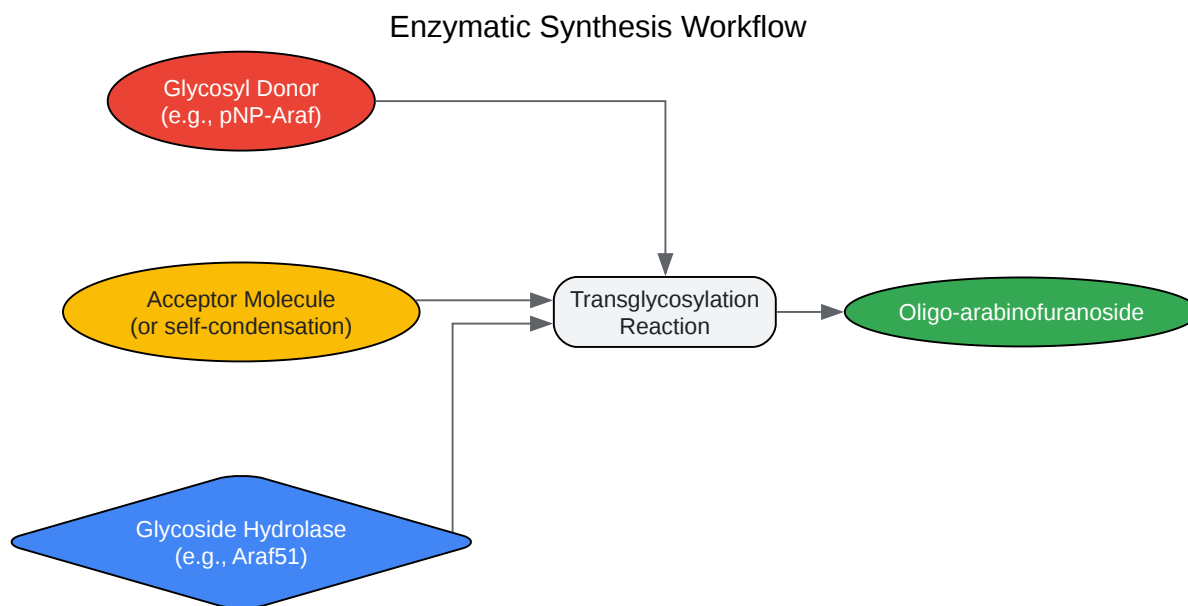 Enzymatic Synthesis Workflow
Glycosyl Donor
(e.g., pNP-Araf)
Acceptor Molecule
(or self-condensation)
Transglycosylation
Reaction
Oligo-arabinofuranoside
Glycoside Hydrolase
(e.g., Araf51)